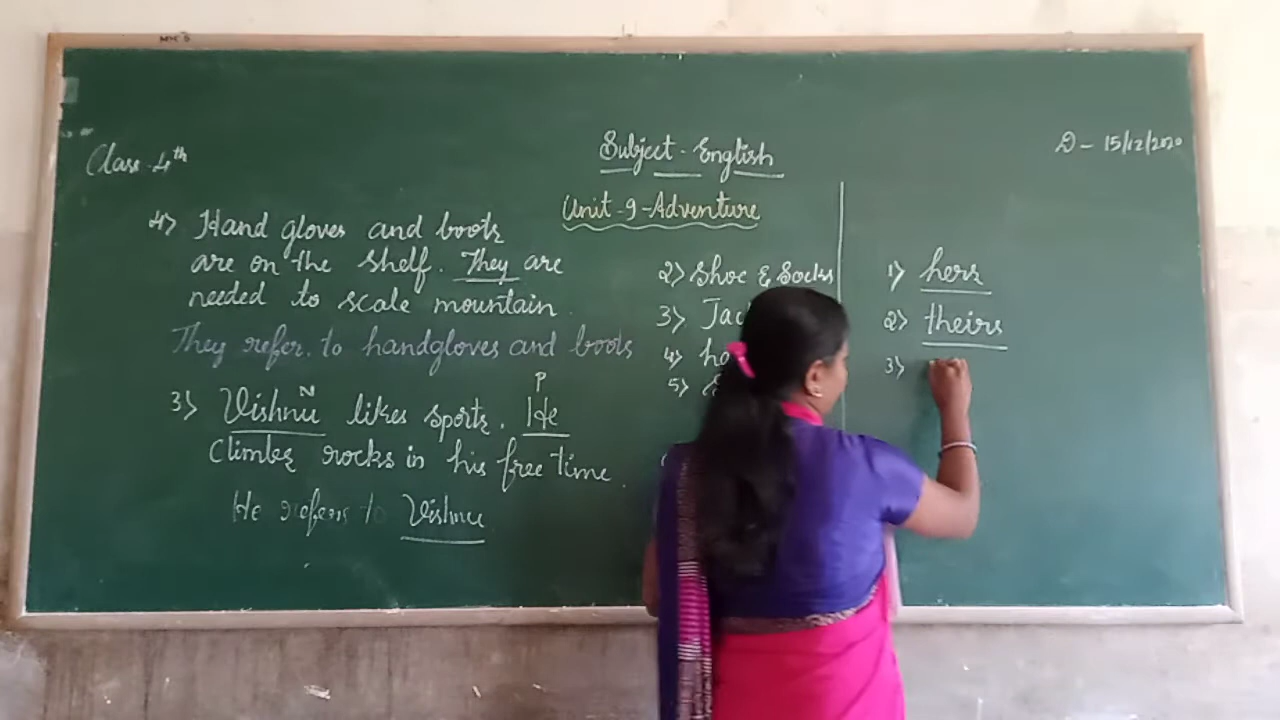 Class - 4th
Subject - English
D - 15/12/2020
Unit - 9 - Adventure
4> Hand gloves and boots
are on the shelf. They are
needed to scale mountain.
They refer. to handgloves and boots
N
P
3> Vishnu likes sports. He
Climbs rocks in his free time.
He refers to Vishnu
2> Shoe & Socks
3>
4>
5>
1> hers
2> theirs
3>